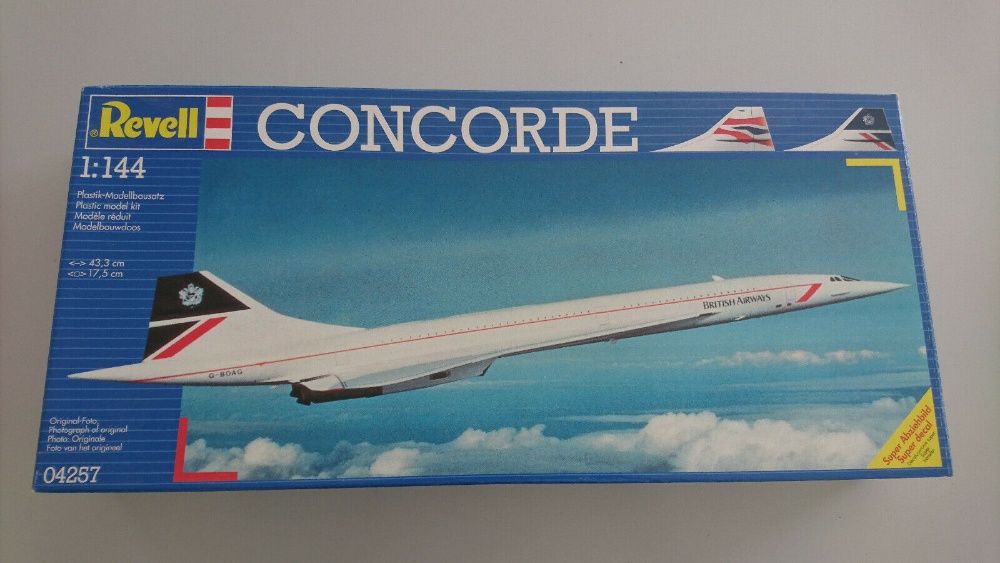 ®Revell
CONCORDE
1:144
Plastik-Modellbausatz
Plastic model kit
Modèle réduit
Modelbouwdoos
<–> 43,3 cm
<○> 17,5 cm
BRITISH AIRWAYS
G-BOAG
Original-Foto
Photograph of original
Photo: Originale
Foto van het origineel
04257
Super Abziehbild
Super decal